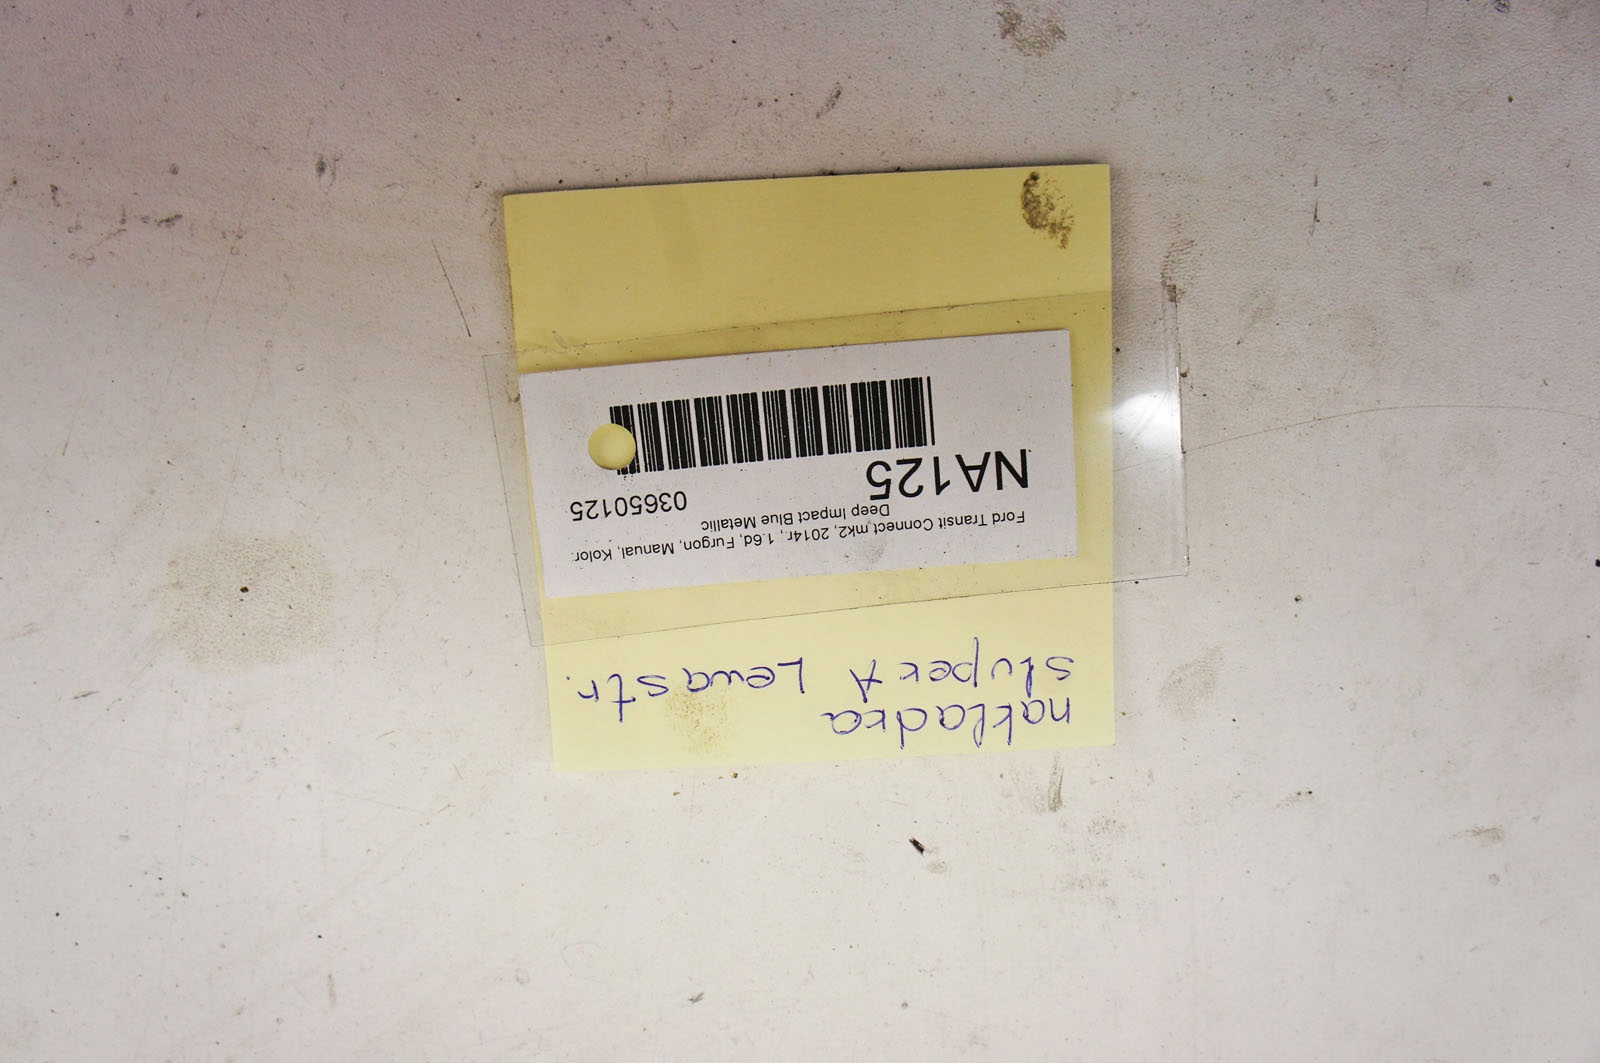 nakladka
słupek A Lewa str.
Ford Transit Connect mk2, 2014r., 1.6d, Furgon, Manual, Kolor:
Deep Impact Blue Metallic
NA125
03650125